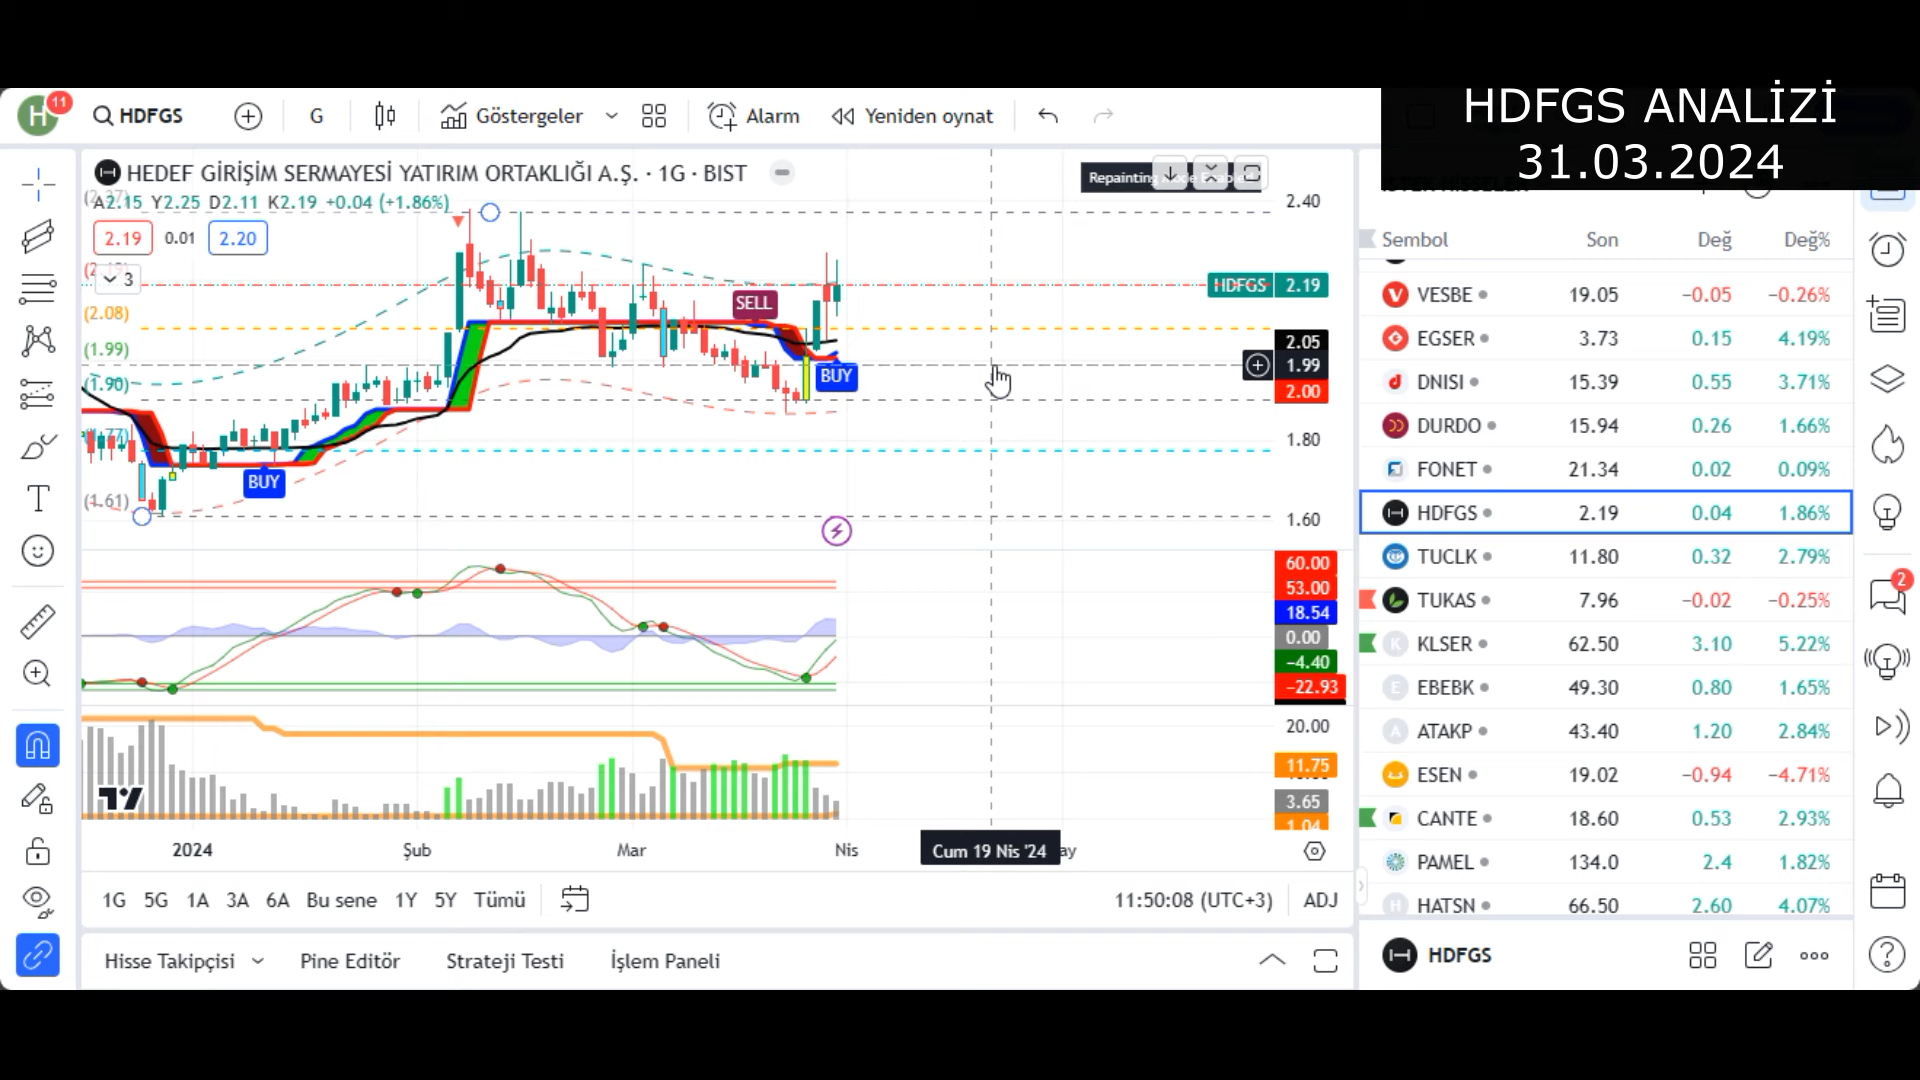 HDFGS ANALİZİ
31.03.2024
H
11
HDFGS
G
Göstergeler
Alarm
Yeniden oynat
HEDEF GİRİŞİM SERMAYESİ YATIRIM ORTAKLIĞI A.Ş. · 1G · BIST
A2.15 Y2.25 D2.11 K2.19 +0.04 (+1.86%)
2.19 0.01 2.20
3
Repainting
(2.08)
(1.99)
(1.90)
(1.61)
SELL
BUY
BUY
2.40
HDFGS 2.19
2.05
1.99
2.00
1.80
1.60
60.00
53.00
18.54
0.00
−4.40
−22.93
20.00
11.75
3.65
1.04
2024 Şub Mar Nis Cum 19 Nis '24 ay
1G 5G 1A 3A 6A Bu sene 1Y 5Y Tümü
11:50:08 (UTC+3) ADJ
Hisse Takipçisi Pine Editör Strateji Testi İşlem Paneli
Sembol Son Değ Değ%
VESBE 19.05 −0.05 −0.26%
EGSER 3.73 0.15 4.19%
DNISI 15.39 0.55 3.71%
DURDO 15.94 0.26 1.66%
FONET 21.34 0.02 0.09%
HDFGS 2.19 0.04 1.86%
TUCLK 11.80 0.32 2.79%
TUKAS 7.96 −0.02 −0.25%
K KLSER 62.50 3.10 5.22%
E EBEBK 49.30 0.80 1.65%
A ATAKP 43.40 1.20 2.84%
ESEN 19.02 −0.94 −4.71%
CANTE 18.60 0.53 2.93%
PAMEL 134.0 2.4 1.82%
H HATSN 66.50 2.60 4.07%
HDFGS
2